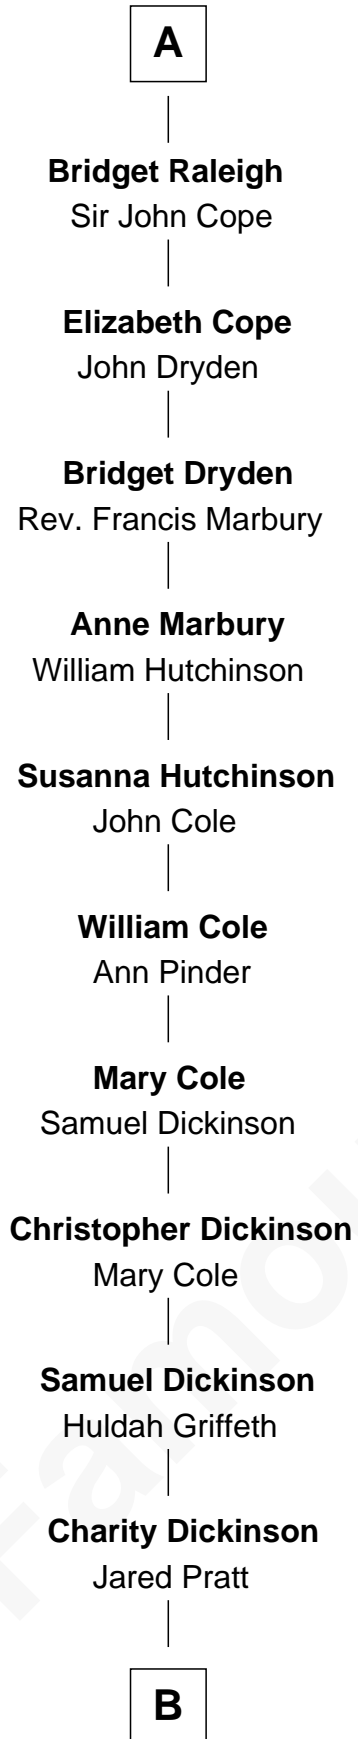 A
Bridget Raleigh
Sir John Cope
Elizabeth Cope
John Dryden
Bridget Dryden
Rev. Francis Marbury
Anne Marbury
William Hutchinson
Susanna Hutchinson
John Cole
William Cole
Ann Pinder
Mary Cole
Samuel Dickinson
Christopher Dickinson
Mary Cole
Samuel Dickinson
Huldah Griffeth
Charity Dickinson
Jared Pratt
B